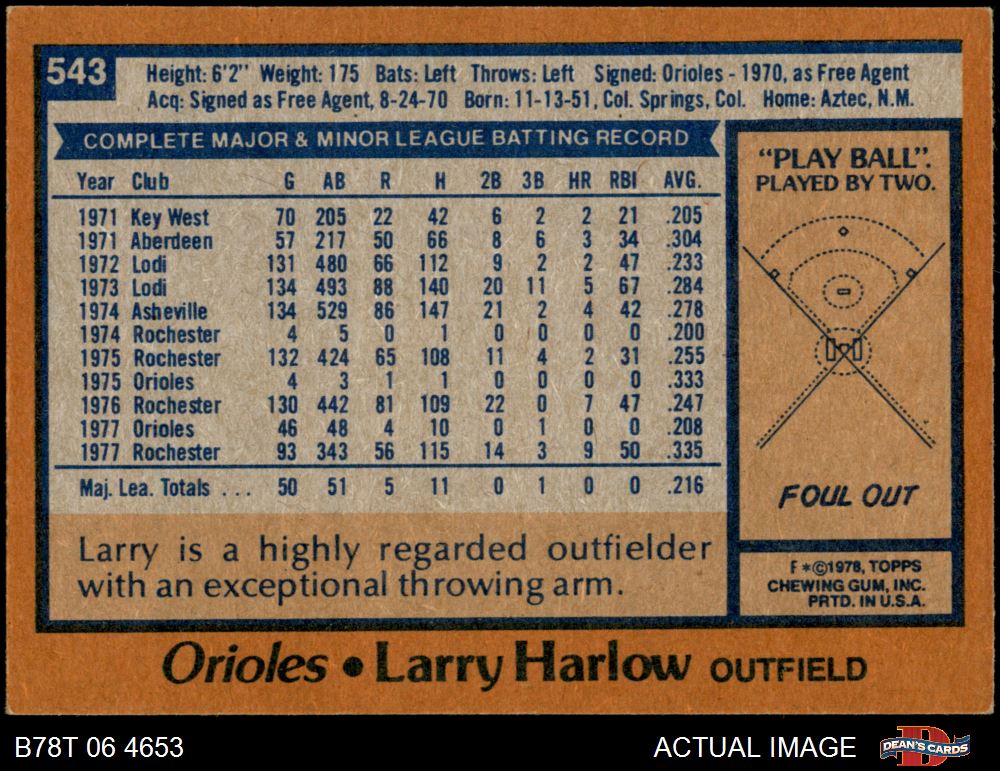 543
Height: 6'2" Weight: 175 Bats: Left Throws: Left Signed: Orioles - 1970, as Free Agent
Acq: Signed as Free Agent, 8-24-70 Born: 11-13-51, Col. Springs, Col. Home: Aztec, N.M.
COMPLETE MAJOR & MINOR LEAGUE BATTING RECORD
Year Club G AB R H 2B 3B HR RBI AVG.
1971 Key West 70 205 22 42 6 2 2 21 .205
1971 Aberdeen 57 217 50 66 8 6 3 34 .304
1972 Lodi 131 480 66 112 9 2 2 47 .233
1973 Lodi 134 493 88 140 20 11 5 67 .284
1974 Asheville 134 529 86 147 21 2 4 42 .278
1974 Rochester 4 5 0 1 0 0 0 0 .200
1975 Rochester 132 424 65 108 11 4 2 31 .255
1975 Orioles 4 3 1 1 0 0 0 0 .333
1976 Rochester 130 442 81 109 22 0 7 47 .247
1977 Orioles 46 48 4 10 0 1 0 0 .208
1977 Rochester 93 343 56 115 14 3 9 50 .335
Maj. Lea. Totals ... 50 51 5 11 0 1 0 0 .216
Larry is a highly regarded outfielder
with an exceptional throwing arm.
"PLAY BALL".
PLAYED BY TWO.
FOUL OUT
F*©1978, TOPPS
CHEWING GUM, INC.
PRTD. IN U.S.A.
Orioles • Larry Harlow OUTFIELD
B78T 06 4653
ACTUAL IMAGE
D
DEAN'S CARDS